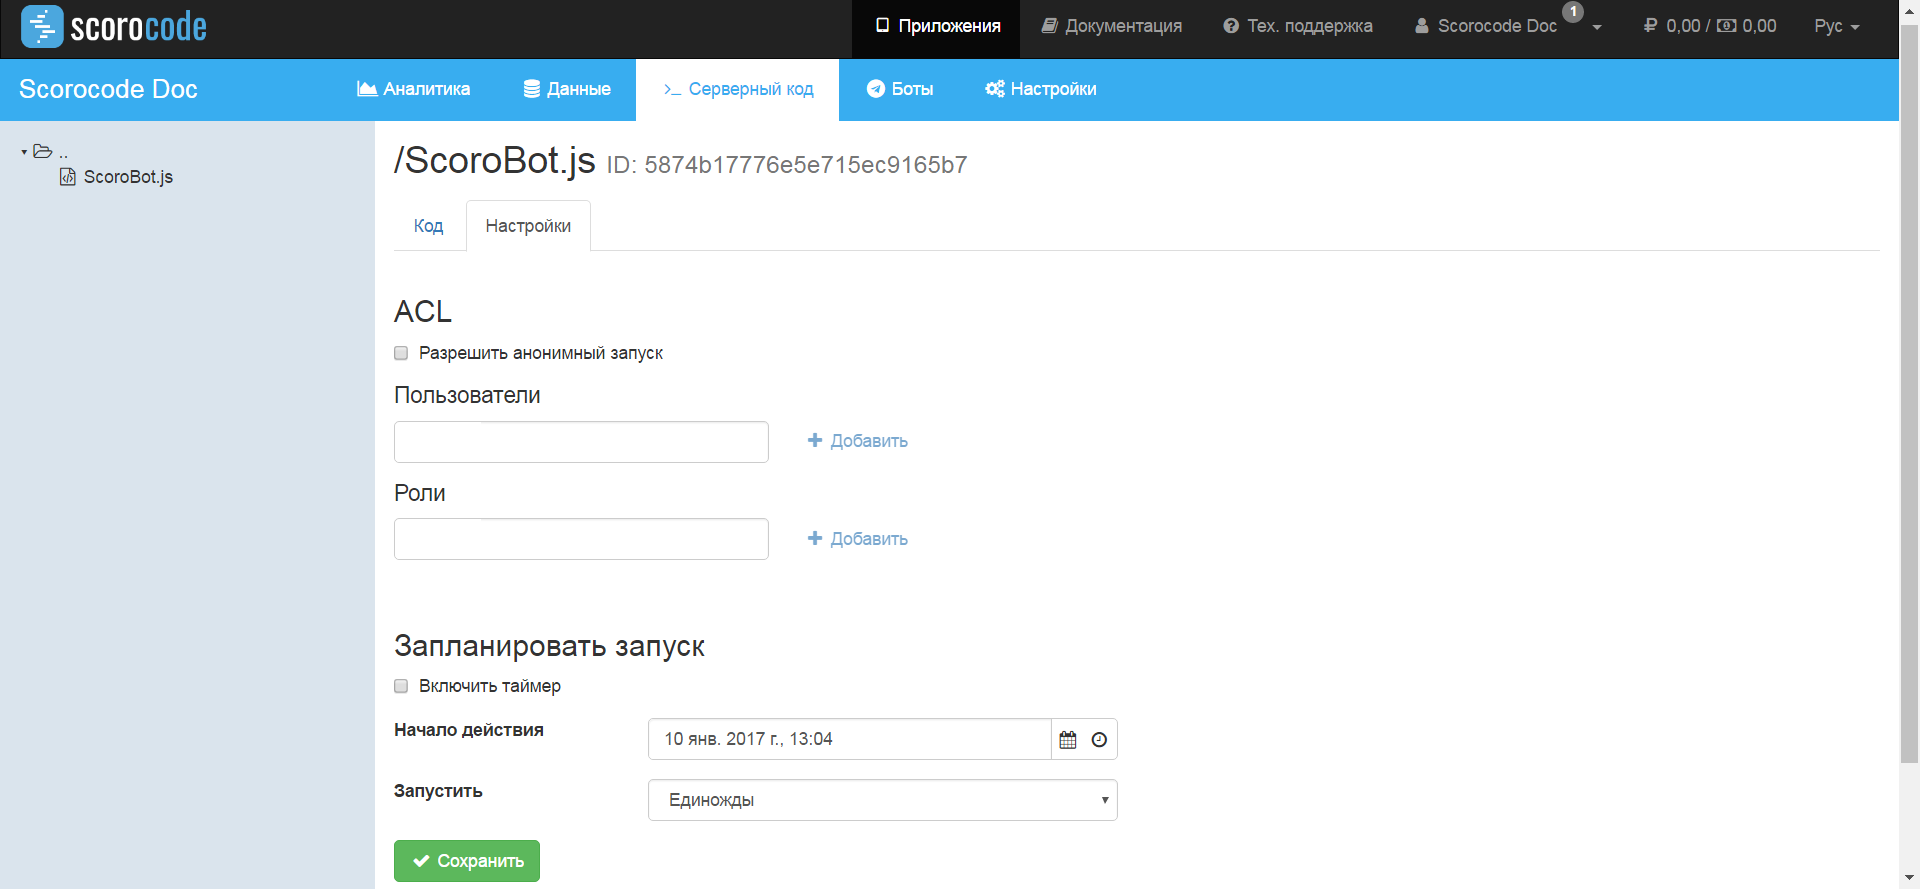 scorocode Приложения Документация Тех. поддержка Scorocode Doc 1 0,00 / 0,00 Рус
Scorocode Doc Аналитика Данные >_ Серверный код Боты Настройки
..
ScoroBot.js
/ScoroBot.js ID: 5874b17776e5e715ec9165b7
Код Настройки
ACL
Разрешить анонимный запуск
Пользователи
Добавить
Роли
Добавить
Запланировать запуск
Включить таймер
Начало действия 10 янв. 2017 г., 13:04
Запустить Единожды
Сохранить